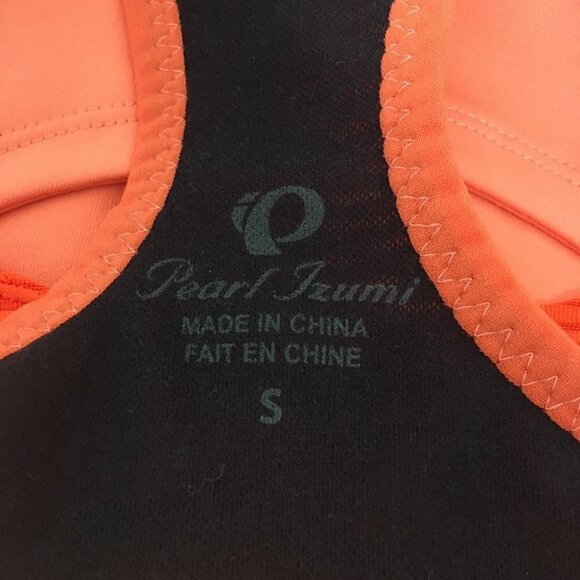 Pearl Izumi
MADE IN CHINA
FAIT EN CHINE
S